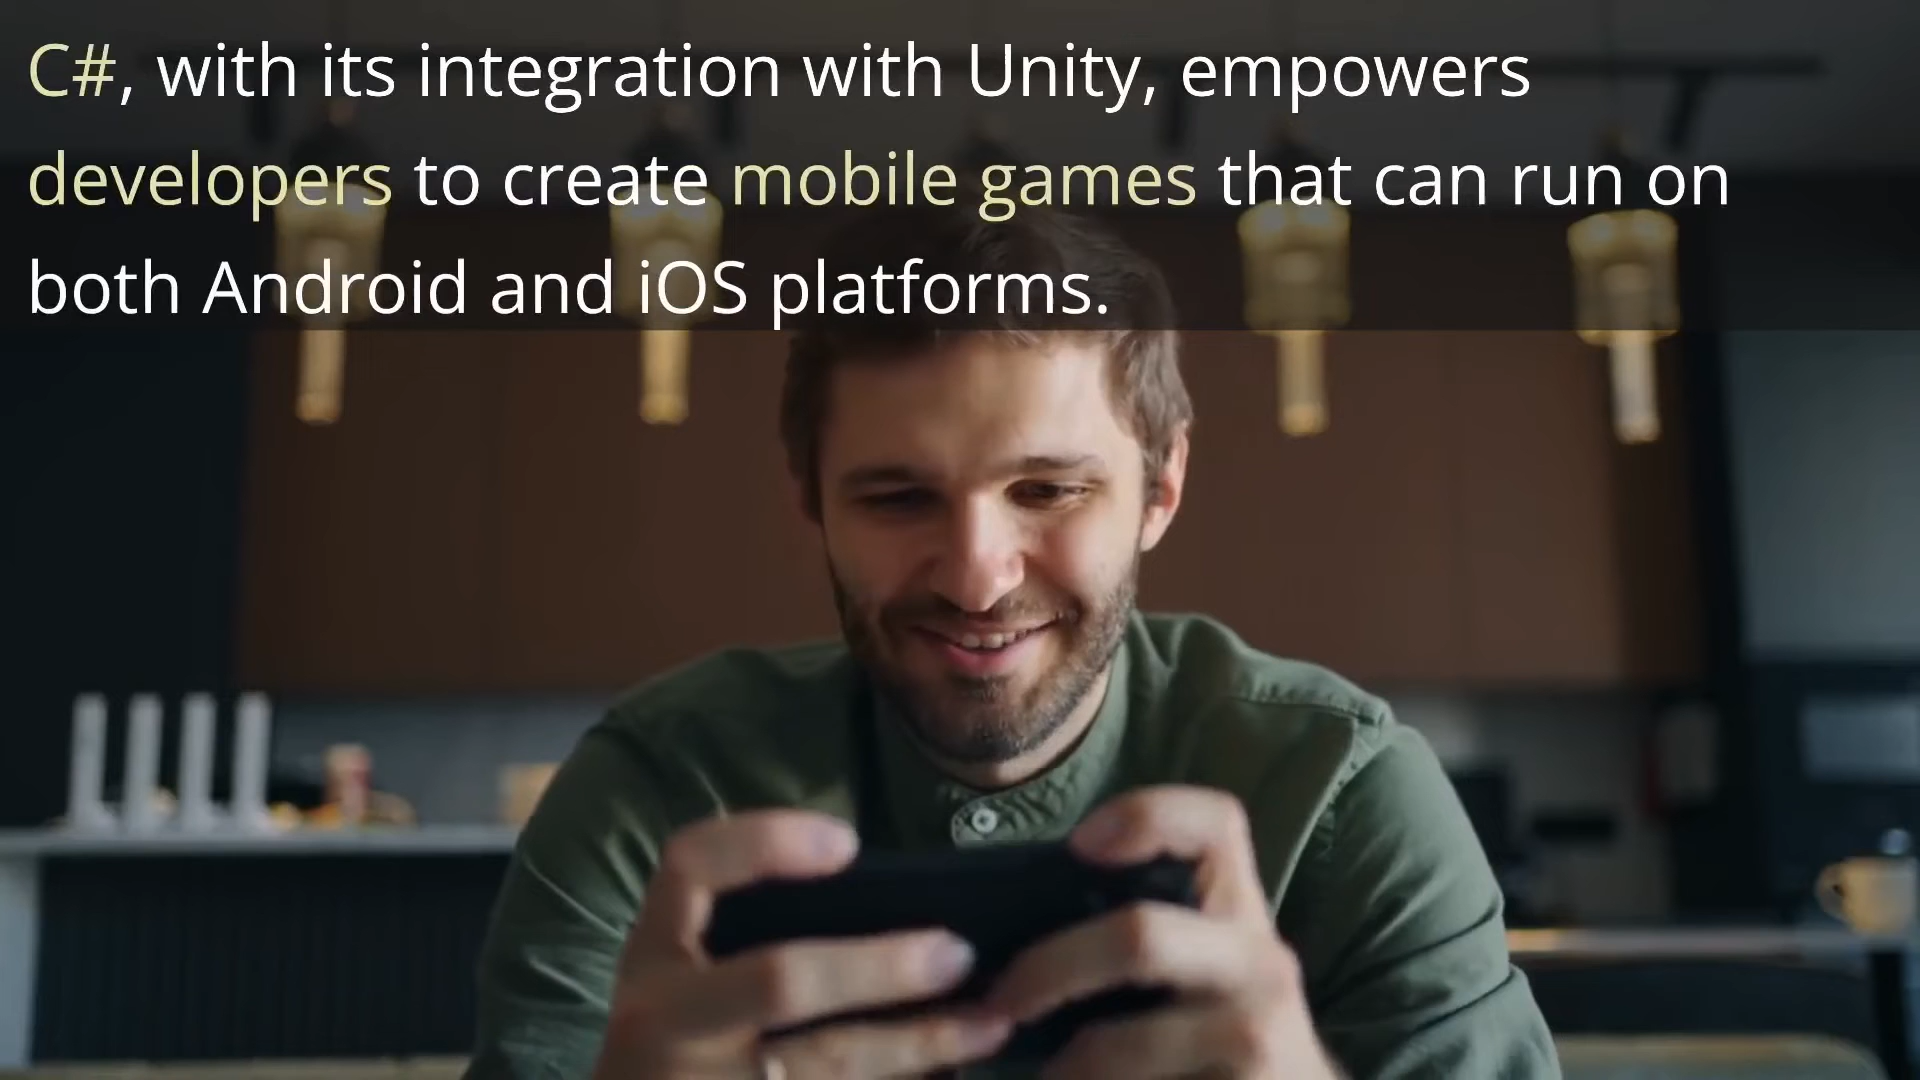 C#, with its integration with Unity, empowers
developers to create mobile games that can run on
both Android and iOS platforms.